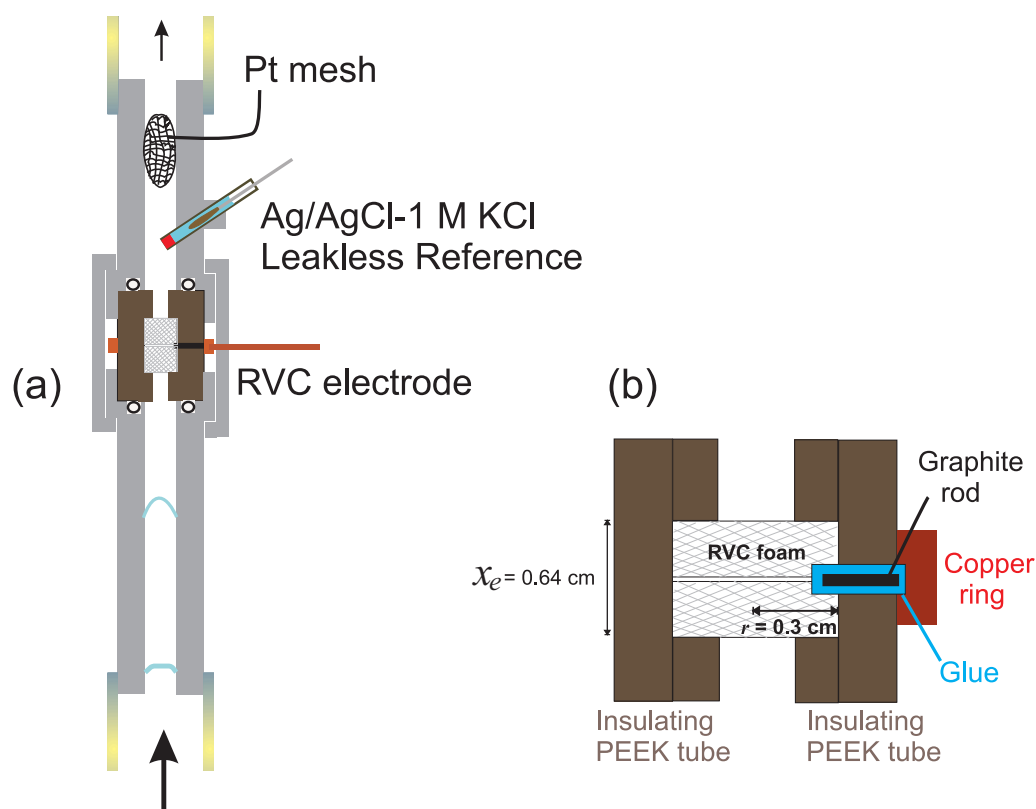 Pt mesh
Ag/AgCl-1 M KCl
Leakless Reference
(a)
RVC electrode
(b)
Graphite
rod
RVC foam
Copper
ring
xₑ = 0.64 cm
r = 0.3 cm
Glue
Insulating
PEEK tube
Insulating
PEEK tube